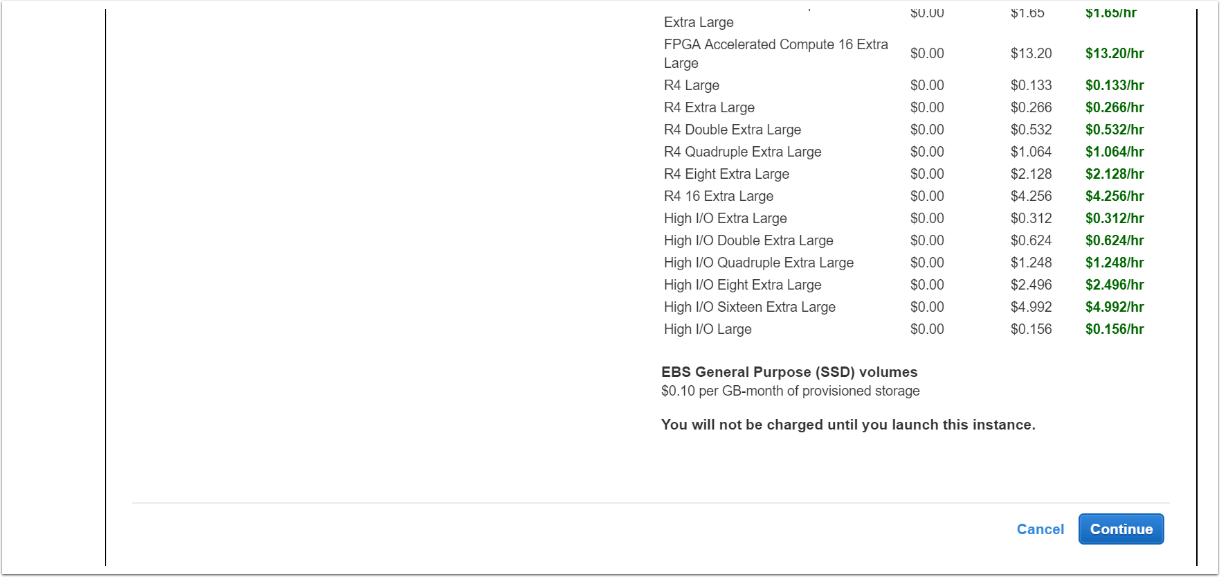 $0.00 $1.65 $1.65/hr
Extra Large
FPGA Accelerated Compute 16 Extra
Large $0.00 $13.20 $13.20/hr
R4 Large $0.00 $0.133 $0.133/hr
R4 Extra Large $0.00 $0.266 $0.266/hr
R4 Double Extra Large $0.00 $0.532 $0.532/hr
R4 Quadruple Extra Large $0.00 $1.064 $1.064/hr
R4 Eight Extra Large $0.00 $2.128 $2.128/hr
R4 16 Extra Large $0.00 $4.256 $4.256/hr
High I/O Extra Large $0.00 $0.312 $0.312/hr
High I/O Double Extra Large $0.00 $0.624 $0.624/hr
High I/O Quadruple Extra Large $0.00 $1.248 $1.248/hr
High I/O Eight Extra Large $0.00 $2.496 $2.496/hr
High I/O Sixteen Extra Large $0.00 $4.992 $4.992/hr
High I/O Large $0.00 $0.156 $0.156/hr
EBS General Purpose (SSD) volumes
$0.10 per GB-month of provisioned storage
You will not be charged until you launch this instance.
Cancel Continue